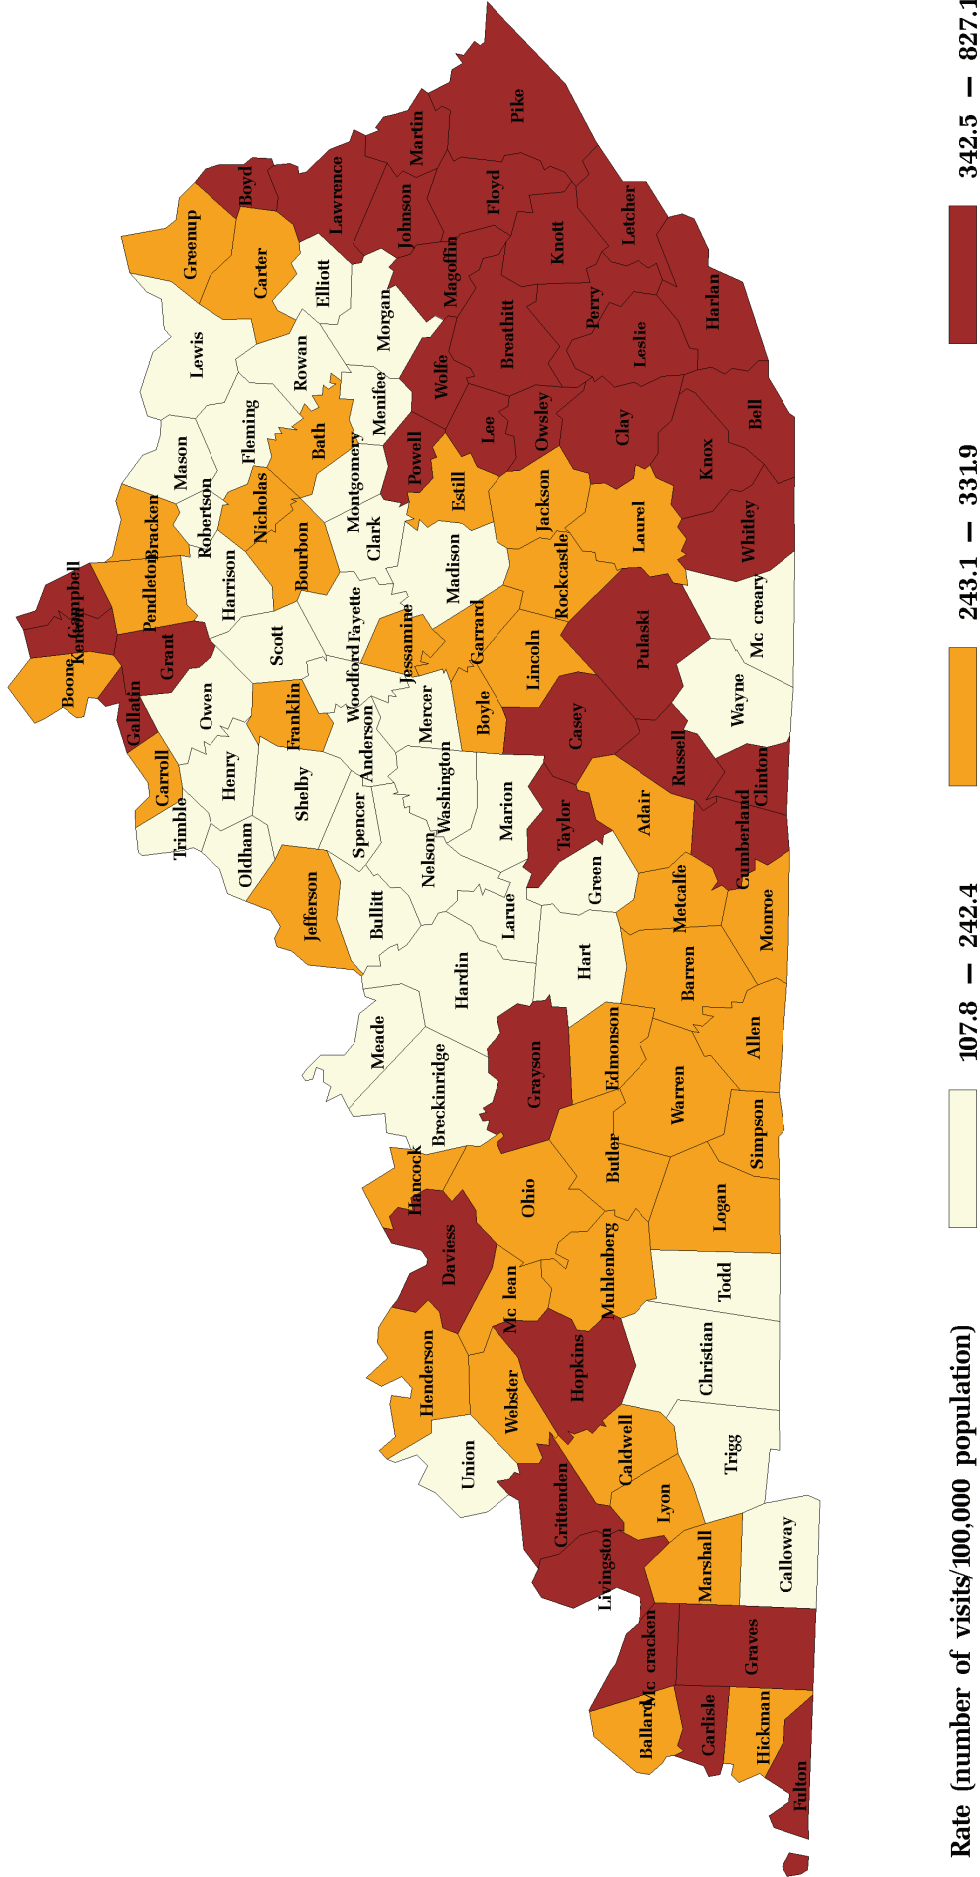 Boone
Kenton
Campbell
Gallatin
Grant
Pendleton
Bracken
Mason
Lewis
Greenup
Boyd
Carroll
Trimble
Owen
Robertson
Fleming
Carter
Henry
Harrison
Nicholas
Rowan
Elliott
Lawrence
Oldham
Shelby
Franklin
Scott
Bourbon
Bath
Morgan
Johnson
Martin
Jefferson
Spencer
Anderson
Woodford
Fayette
Clark
Montgomery
Menifee
Magoffin
Floyd
Pike
Bullitt
Nelson
Washington
Mercer
Jessamine
Madison
Estill
Powell
Wolfe
Breathitt
Knott
Letcher
Meade
Hardin
Larue
Marion
Boyle
Garrard
Lincoln
Rockcastle
Jackson
Lee
Owsley
Perry
Leslie
Harlan
Hancock
Breckinridge
Grayson
Hart
Green
Taylor
Casey
Pulaski
Laurel
Clay
Knox
Bell
Henderson
Daviess
Ohio
Butler
Edmonson
Barren
Metcalfe
Adair
Russell
Wayne
Mc creary
Whitley
Union
Webster
Mc lean
Hopkins
Muhlenberg
Warren
Allen
Monroe
Cumberland
Clinton
Crittenden
Livingston
Caldwell
Lyon
Trigg
Christian
Todd
Logan
Simpson
Ballard
Mc cracken
Marshall
Calloway
Carlisle
Graves
Hickman
Fulton
Rate (number of visits/100,000 population) 107.8 – 242.4 243.1 – 331.9 342.5 – 827.1